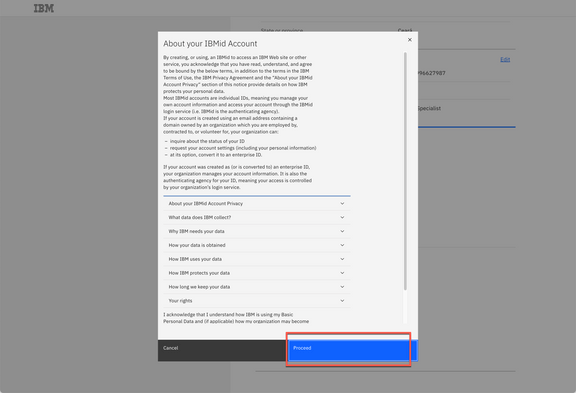 IBM
State or province
Ceará
About your IBMid Account
×
By creating, or using, an IBMid to access an IBM Web site or other
service, you acknowledge that you have read, understand, and agree
to be bound by the below terms, in addition to the terms in the IBM
Terms of Use, the IBM Privacy Agreement and the "About your IBMid
Account Privacy" section of this notice provide details on how IBM
protects your personal data.
Most IBMid accounts are individual IDs, meaning you manage your
own account information and access your account through the IBMid
login service (i.e. IBMid is the authenticating agency).
If your account is created using an email address containing a
domain owned by an organization which you are employed by,
contracted to, or volunteer for, your organization can:
– inquire about the status of your ID
– request your account settings (including your personal information)
– at its option, convert it to an enterprise ID.
If your account was created as (or is converted to) an enterprise ID,
your organization manages your account information. It is also the
authenticating agency for your ID, meaning your access is controlled
by your organization's login service.
Edit
96627987
Specialist
About your IBMid Account Privacy
What data does IBM collect?
Why IBM needs your data
How your data is obtained
How IBM uses your data
How IBM protects your data
How long we keep your data
Your rights
I acknowledge that I understand how IBM is using my Basic
Personal Data and (if applicable) how my organization may become
Cancel
Proceed